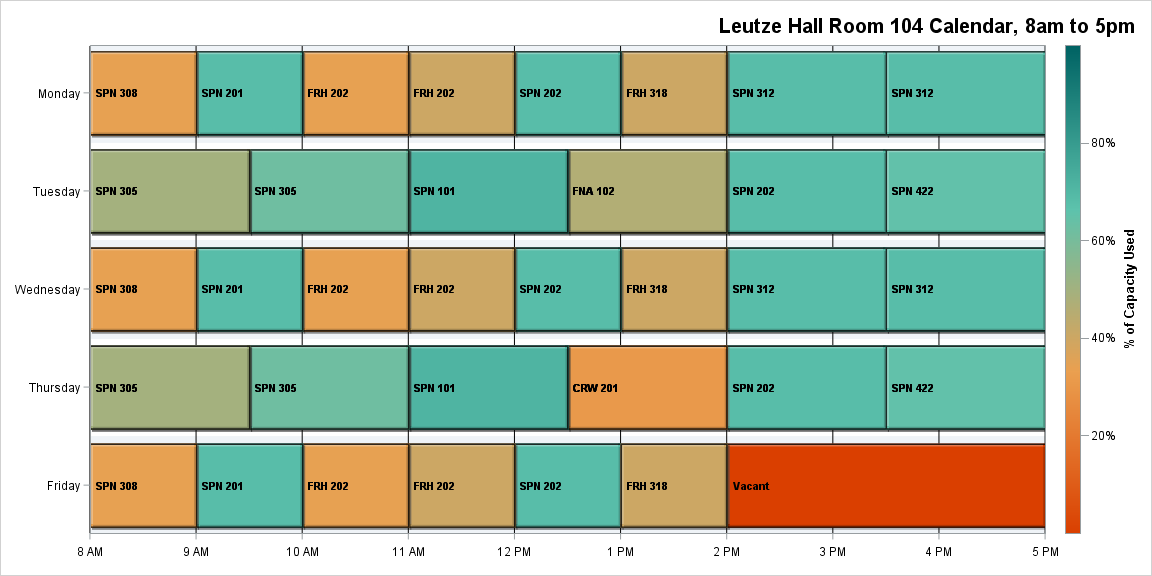 Leutze Hall Room 104 Calendar, 8am to 5pm
Monday
SPN 308
SPN 201
FRH 202
FRH 202
SPN 202
FRH 318
SPN 312
SPN 312
Tuesday
SPN 305
SPN 305
SPN 101
FNA 102
SPN 202
SPN 422
Wednesday
SPN 308
SPN 201
FRH 202
FRH 202
SPN 202
FRH 318
SPN 312
SPN 312
Thursday
SPN 305
SPN 305
SPN 101
CRW 201
SPN 202
SPN 422
Friday
SPN 308
SPN 201
FRH 202
FRH 202
SPN 202
FRH 318
Vacant
8 AM
9 AM
10 AM
11 AM
12 PM
1 PM
2 PM
3 PM
4 PM
5 PM
80%
60%
40%
20%
% of Capacity Used